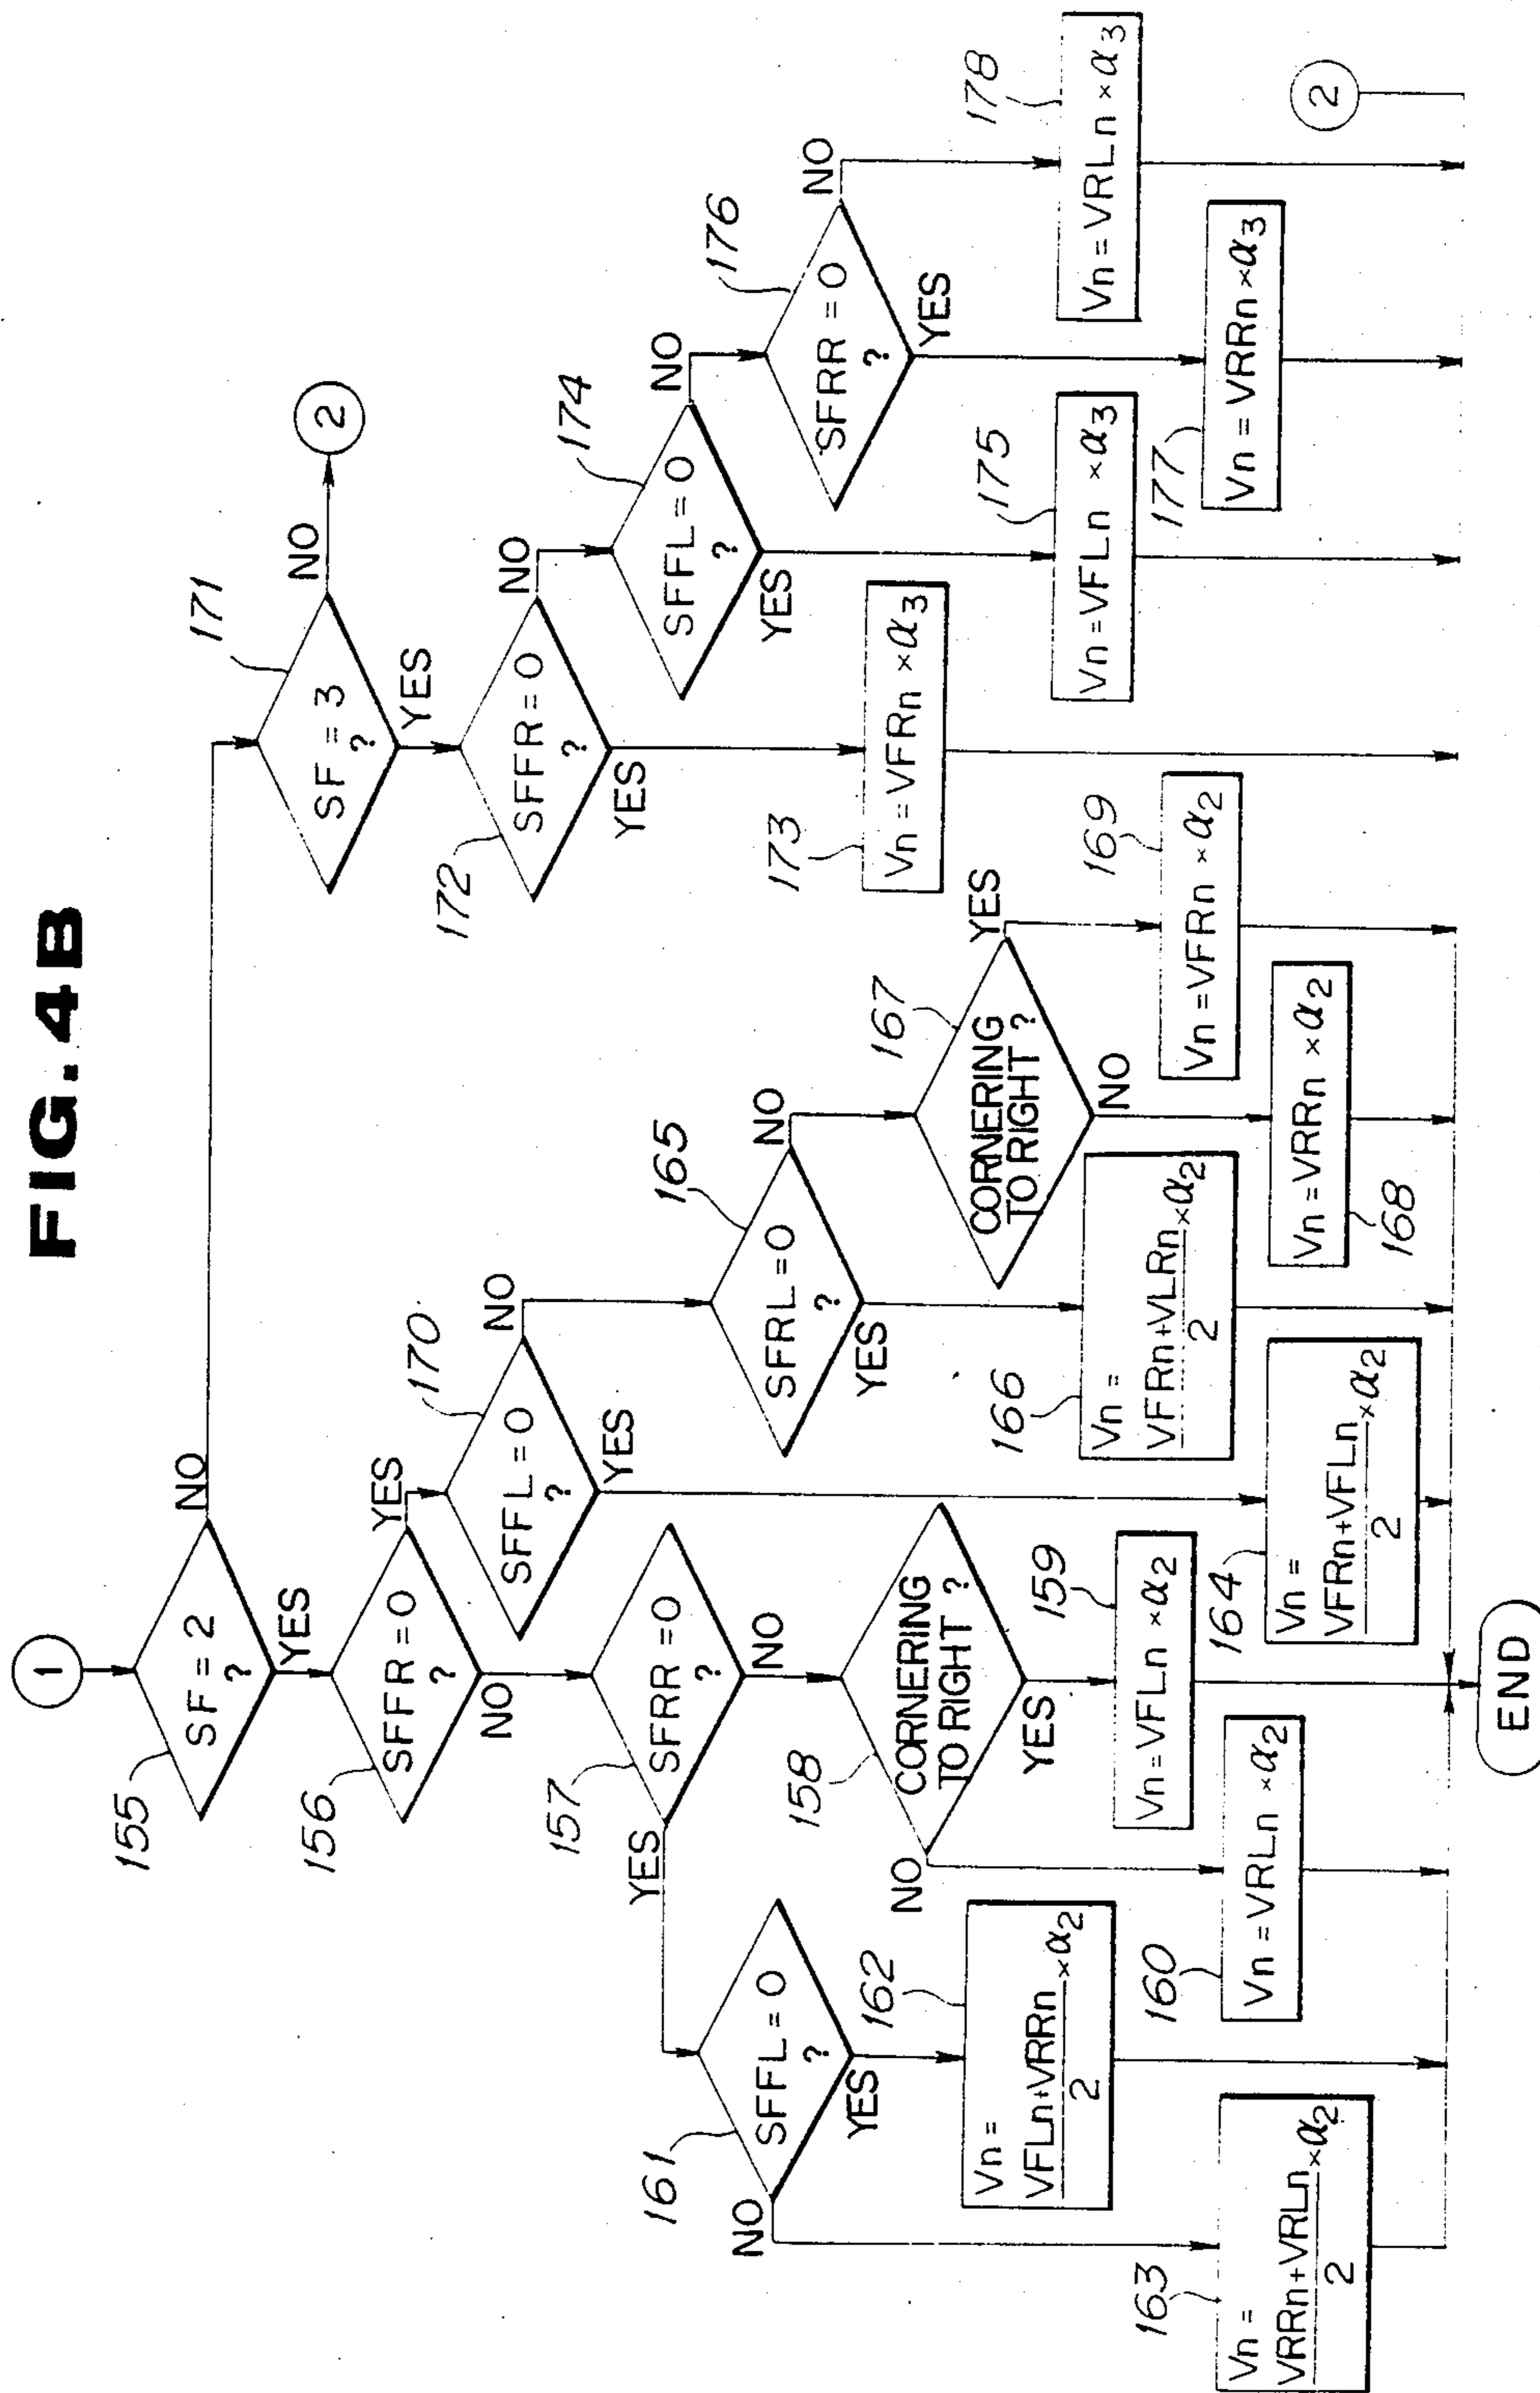 FIG. 4B
1
155
SF = 2
?
NO
YES
156
SFFR = 0
?
YES
NO
157
SFRR = 0
?
YES
NO
158
CORNERING
TO RIGHT ?
NO
YES
159
Vn = VFLn × α2
160
Vn = VRLn × α2
161
SFFL = 0
?
NO
YES
162
Vn =
VFLn + VRRn × α2
2
163
Vn =
VRRn + VRLn × α2
2
170
SFFL = 0
?
NO
YES
164
Vn =
VFRn + VFLn × α2
2
165
SFRL = 0
?
NO
YES
166
Vn =
VFRn + VLRn × α2
2
167
CORNERING
TO RIGHT ?
YES
NO
168
Vn = VRRn × α2
169
Vn = VFRn × α2
171
SF = 3
?
NO
2
YES
172
SFFR = 0
?
NO
YES
173
Vn = VFRn × α3
174
SFFL = 0
?
NO
YES
175
Vn = VFLn × α3
176
SFRR = 0
?
NO
YES
177
Vn = VRRn × α3
178
Vn = VRLn × α3
2
END